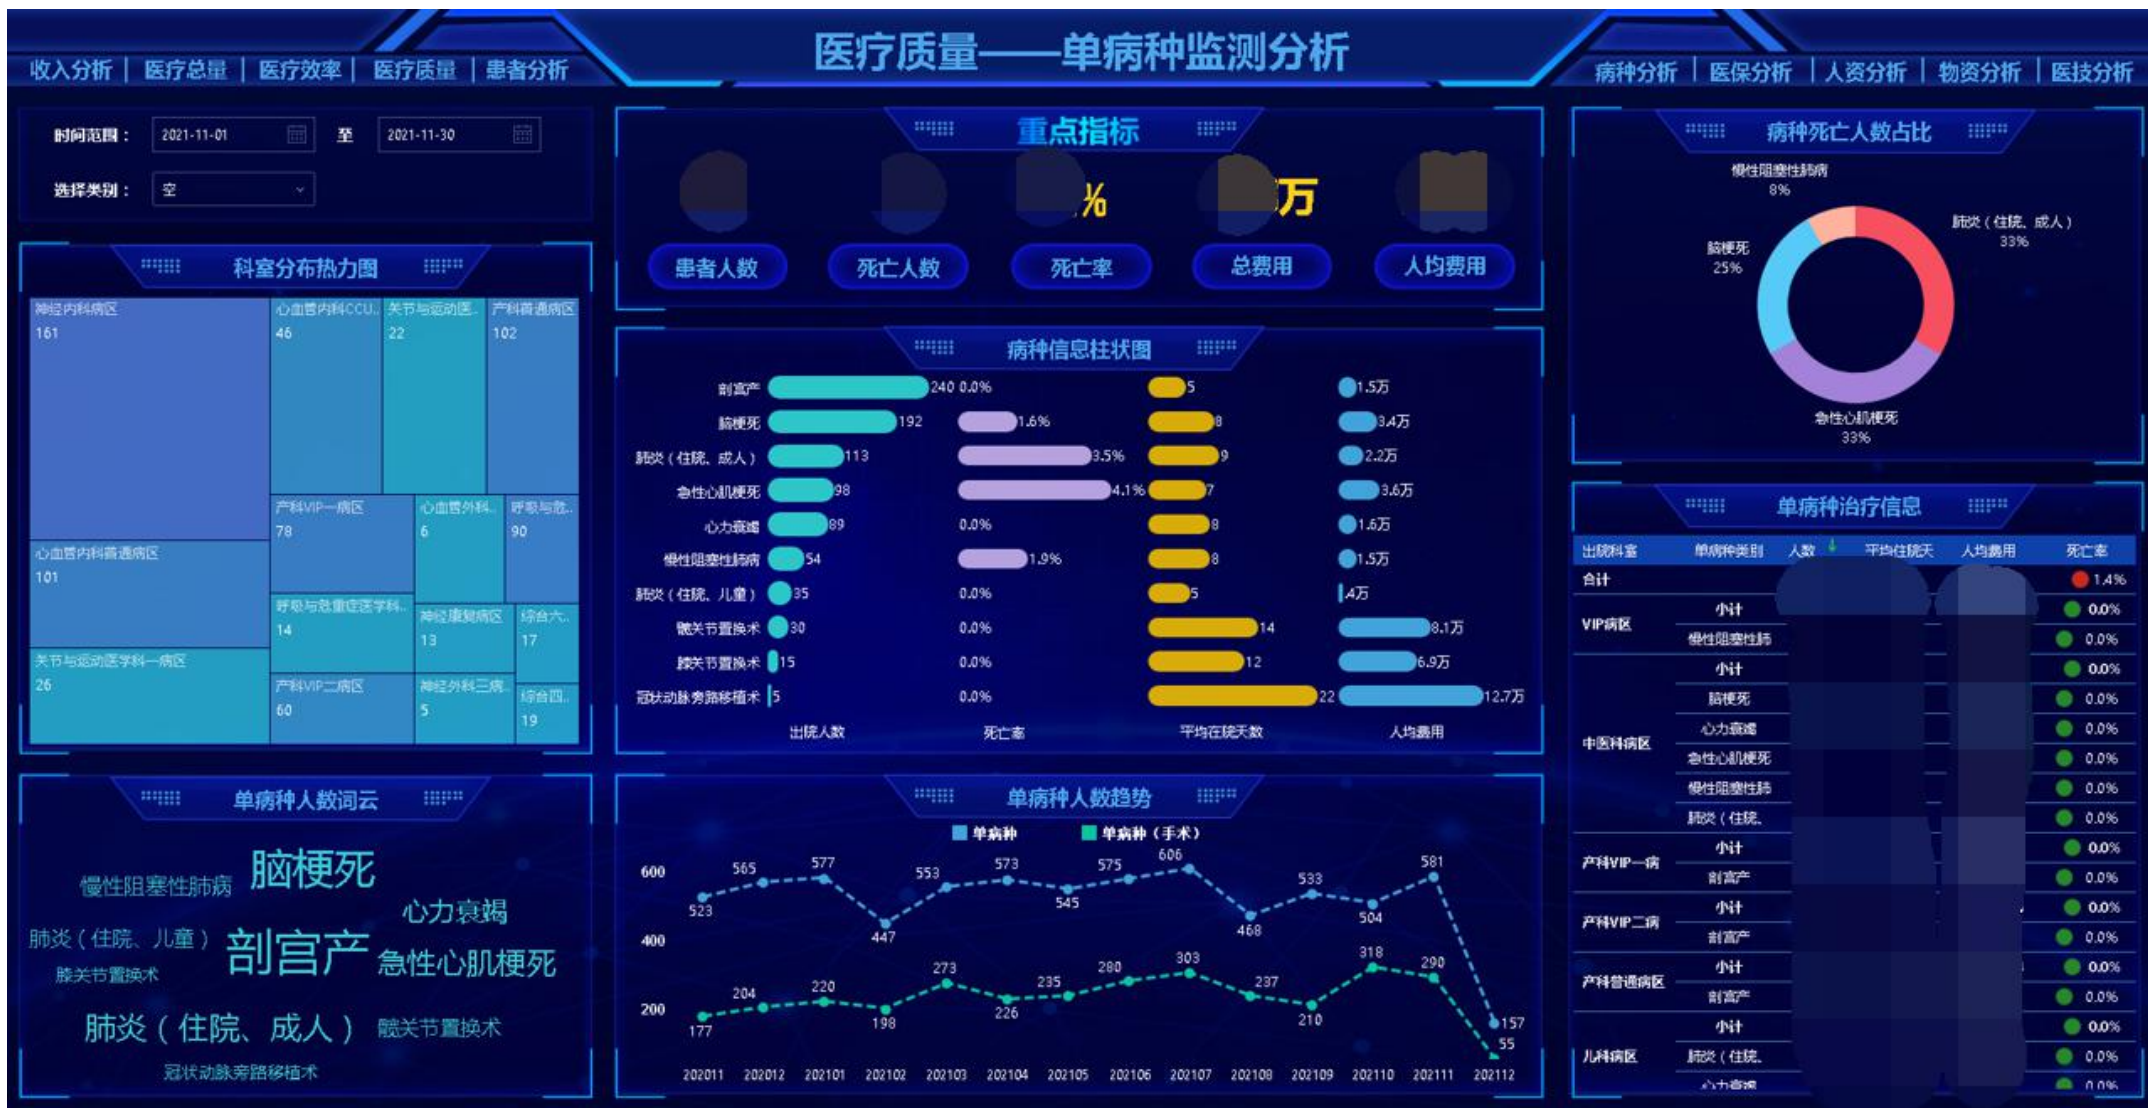 医疗质量——单病种监测分析
收入分析 | 医疗总量 | 医疗效率 | 医疗质量 | 患者分析
病种分析 | 医保分析 | 人资分析 | 物资分析 | 医技分析
时间范围： 2021-11-01 至 2021-11-30
选择类别： 空
科室分布热力图
神经内科病区
161
心血管内科CCU..
46
关节与运动医..
22
产科普通病区
102
产科VIP一病区
78
心血管外科..
6
呼吸与危..
90
心血管内科普通病区
101
呼吸与危重症医学科..
14
神经康复病区
13
综合六..
17
关节与运动医学科一病区
26
产科VIP二病区
60
神经外科三病..
5
综合四..
19
单病种人数词云
脑梗死
慢性阻塞性肺病
心力衰竭
肺炎（住院、儿童）
剖宫产
急性心肌梗死
膝关节置换术
肺炎（住院、成人）
髋关节置换术
冠状动脉旁路移植术
重点指标
%
万
患者人数
死亡人数
死亡率
总费用
人均费用
病种信息柱状图
剖宫产 240 0.0% 5 1.5万
脑梗死 192 1.6% 8 3.4万
肺炎（住院、成人） 113 3.5% 9 2.2万
急性心肌梗死 98 4.1% 7 3.6万
心力衰竭 89 0.0% 8 1.6万
慢性阻塞性肺病 54 1.9% 8 1.5万
肺炎（住院、儿童） 35 0.0% 5 .4万
髋关节置换术 30 0.0% 14 8.1万
膝关节置换术 15 0.0% 12 6.9万
冠状动脉旁路移植术 5 0.0% 22 12.7万
出院人数 死亡率 平均在院天数 人均费用
单病种人数趋势
单病种 单病种（手术）
600
400
200
523 565 577 447 553 573 545 575 606 468 533 504 581 157
177 204 220 198 273 226 235 280 303 237 210 318 290 55
202011 202012 202101 202102 202103 202104 202105 202106 202107 202108 202109 202110 202111 202112
病种死亡人数占比
慢性阻塞性肺病
8%
肺炎（住院、成人）
33%
脑梗死
25%
急性心肌梗死
33%
单病种治疗信息
出院科室 单病种类别 人数 平均住院天 人均费用 死亡率
合计 1.4%
VIP病区 小计 0.0%
慢性阻塞性肺 0.0%
中医科病区 小计 0.0%
脑梗死 0.0%
心力衰竭 0.0%
急性心肌梗死 0.0%
慢性阻塞性肺 0.0%
肺炎（住院、 0.0%
产科VIP一病 小计 0.0%
剖宫产 0.0%
产科VIP二病 小计 0.0%
剖宫产 0.0%
产科普通病区 小计 0.0%
剖宫产 0.0%
儿科病区 小计 0.0%
肺炎（住院、 0.0%
心力衰竭 0.0%